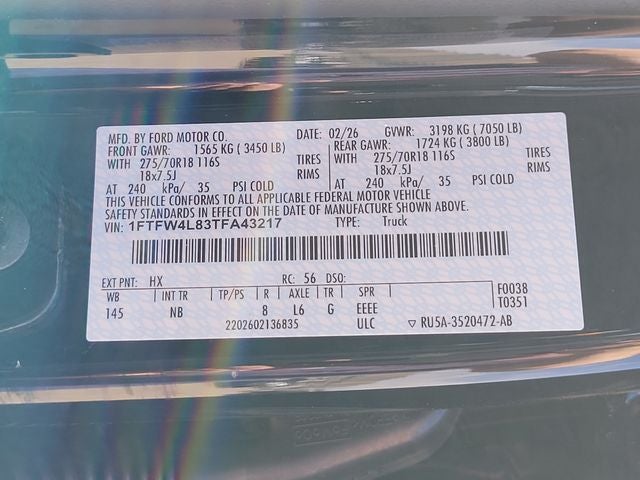 MFD. BY FORD MOTOR CO. DATE: 02/26 GVWR: 3198 KG ( 7050 LB)
FRONT GAWR: 1565 KG ( 3450 LB) REAR GAWR: 1724 KG ( 3800 LB)
WITH 275/70R18 116S TIRES WITH 275/70R18 116S TIRES
18x7.5J RIMS 18x7.5J RIMS
AT 240 kPa/ 35 PSI COLD AT 240 kPa/ 35 PSI COLD
THIS VEHICLE CONFORMS TO ALL APPLICABLE FEDERAL MOTOR VEHICLE
SAFETY STANDARDS IN EFFECT ON THE DATE OF MANUFACTURE SHOWN ABOVE.
VIN: 1FTFW4L83TFA43217 TYPE: Truck
EXT PNT: HX RC: 56 DSO: F0038
WB INT TR TP/PS R AXLE TR SPR T0351
145 NB 8 L6 G EEEE
2202602136835 ULC ▽ RU5A-3520472-AB